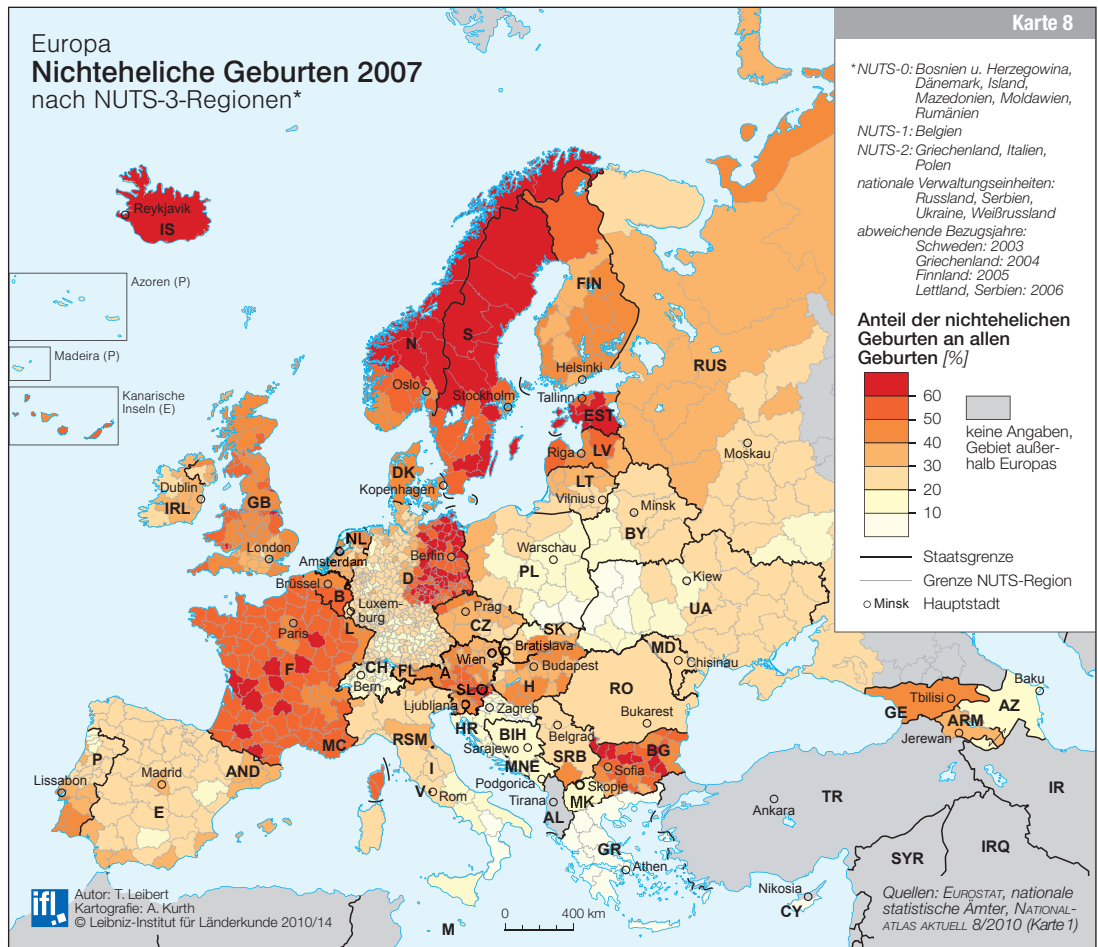 Karte 8
Europa
Nichteheliche Geburten 2007
nach NUTS-3-Regionen*
*NUTS-0: Bosnien u. Herzegowina,
Dänemark, Island,
Mazedonien, Moldawien,
Rumänien
NUTS-1: Belgien
NUTS-2: Griechenland, Italien,
Polen
nationale Verwaltungseinheiten:
Russland, Serbien,
Ukraine, Weißrussland
abweichende Bezugsjahre:
Schweden: 2003
Griechenland: 2004
Finnland: 2005
Lettland, Serbien: 2006
Anteil der nichtehelichen
Geburten an allen
Geburten [%]
60
50
40
30
20
10
keine Angaben,
Gebiet außer-
halb Europas
Staatsgrenze
Grenze NUTS-Region
Minsk Hauptstadt
Reykjavik
IS
Azoren (P)
Madeira (P)
Kanarische
Inseln (E)
FIN
S
N
RUS
Helsinki
Oslo
Stockholm
Tallinn
EST
Moskau
Riga
LV
DK
Kopenhagen
LT
Vilnius
Dublin
IRL
GB
Minsk
BY
London
NL
Amsterdam
Berlin
Warschau
PL
D
Brüssel
B
Kiew
UA
Luxem-
burg
L
Prag
CZ
Paris
SK
MD
Bratislava
Wien
Chisinau
F
CH
FL
A
Budapest
H
Bern
SLO
RO
Baku
Ljubljana
Zagreb
Tbilisi
AZ
Bukarest
GE
HR
ARM
MC
RSM
BIH
Belgrad
Jerewan
Sarajewo
SRB
BG
P
AND
MNE
Sofia
Madrid
I
Podgorica
Skopje
Lissabon
V
Rom
MK
IR
Tirana
TR
E
AL
Ankara
GR
IRQ
SYR
Athen
Nikosia
CY
M
ifl
Autor: T. Leibert
Kartografie: A. Kurth
© Leibniz-Institut für Länderkunde 2010/14
0 400 km
Quellen: EUROSTAT, nationale
statistische Ämter, NATIONAL-
ATLAS AKTUELL 8/2010 (Karte 1)